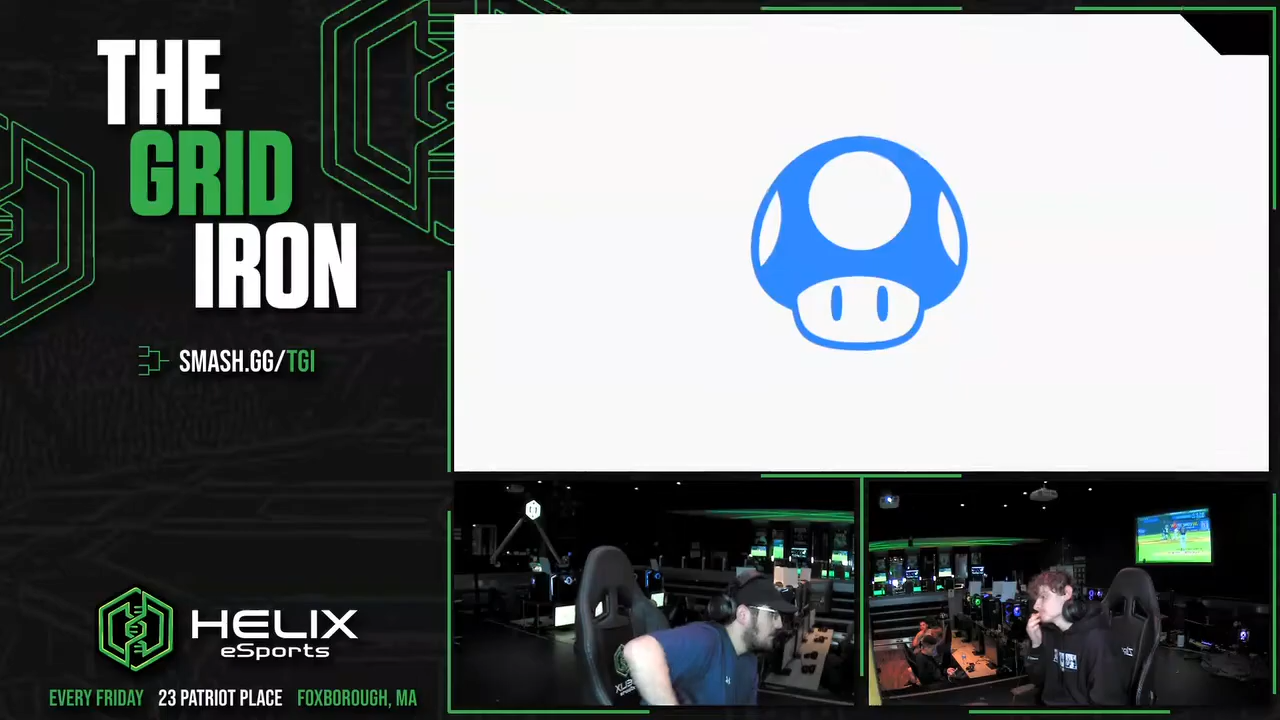 THE
GRID
IRON
SMASH.GG/TGI
HELIX
eSports
EVERY FRIDAY 23 PATRIOT PLACE FOXBOROUGH, MA